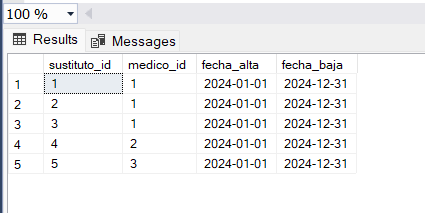 100 %
Results Messages
sustituto_id medico_id fecha_alta fecha_baja
1 1 1 2024-01-01 2024-12-31
2 2 1 2024-01-01 2024-12-31
3 3 1 2024-01-01 2024-12-31
4 4 2 2024-01-01 2024-12-31
5 5 3 2024-01-01 2024-12-31